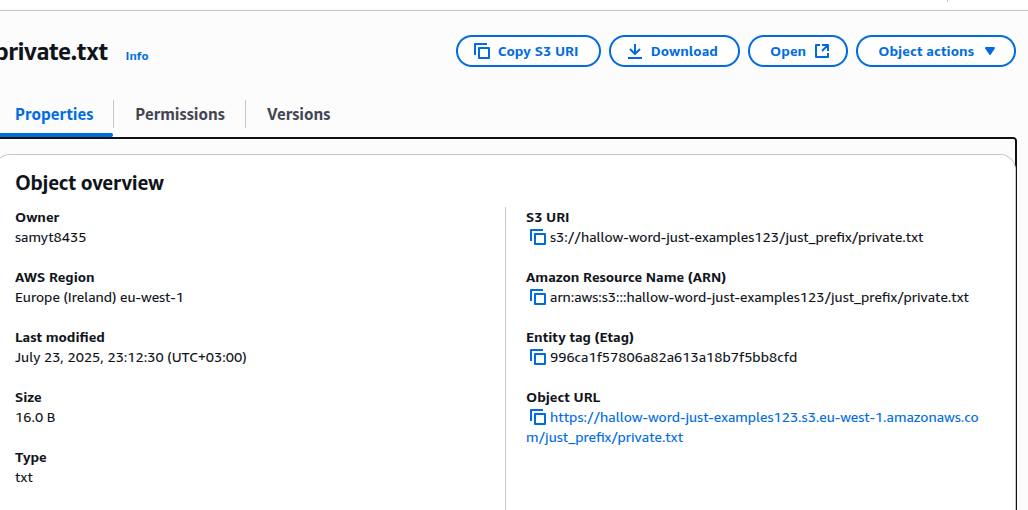 private.txt Info Copy S3 URI Download Open Object actions
Properties Permissions Versions
Object overview
Owner
samyt8435
AWS Region
Europe (Ireland) eu-west-1
Last modified
July 23, 2025, 23:12:30 (UTC+03:00)
Size
16.0 B
Type
txt
S3 URI
s3://hallow-word-just-examples123/just_prefix/private.txt
Amazon Resource Name (ARN)
arn:aws:s3:::hallow-word-just-examples123/just_prefix/private.txt
Entity tag (Etag)
996ca1f57806a82a613a18b7f5bb8cfd
Object URL
https://hallow-word-just-examples123.s3.eu-west-1.amazonaws.co
m/just_prefix/private.txt